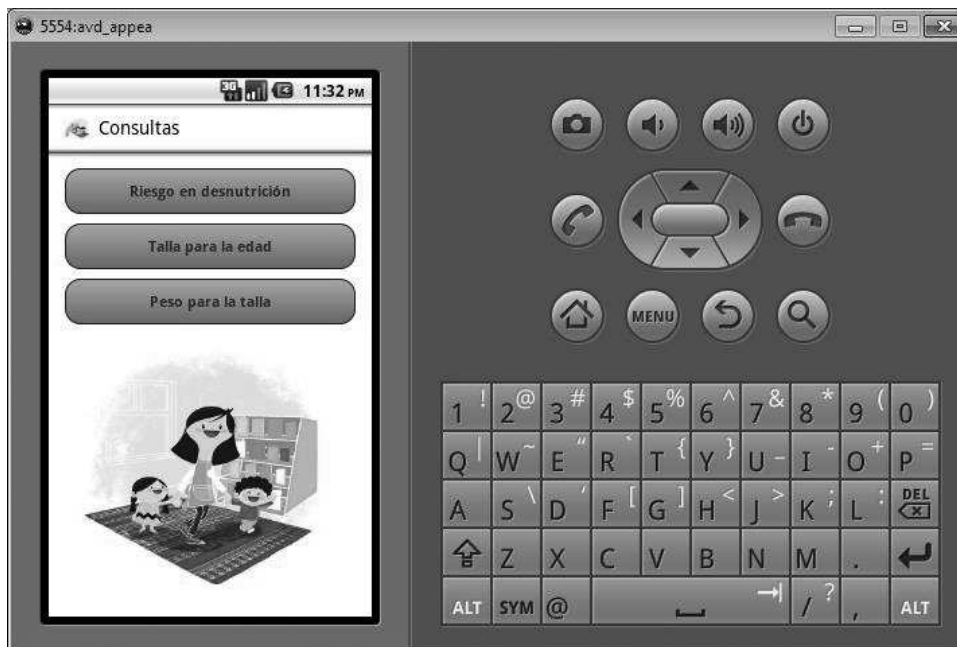 5554:avd_appea
3G 11:32 PM
Consultas
Riesgo en desnutrición
Talla para la edad
Peso para la talla
MENU
1 ! 2 @ 3 # 4 $ 5 % 6 ^ 7 & 8 * 9 ( 0 )
Q | W ~ E “ R ` T { Y } U _ I - O + P =
A S \ D ‘ F [ G ] H < J > K ; L : DEL
Z X C V B N M .
ALT SYM @ / ? , ALT